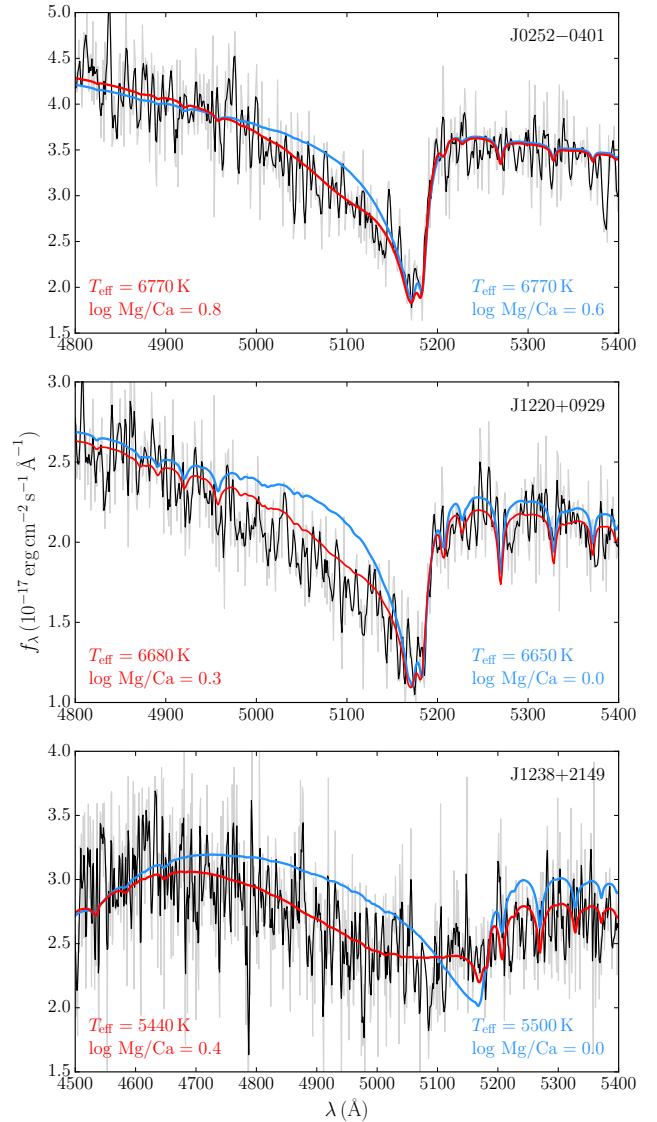 5.0
4.5
4.0
3.5
3.0
2.5
2.0
1.5
J0252−0401
T_eff = 6770 K
log Mg/Ca = 0.8
T_eff = 6770 K
log Mg/Ca = 0.6
4800 4900 5000 5100 5200 5300 5400
3.0
2.5
2.0
1.5
1.0
J1220+0929
T_eff = 6680 K
log Mg/Ca = 0.3
T_eff = 6650 K
log Mg/Ca = 0.0
4800 4900 5000 5100 5200 5300 5400
f_λ (10⁻¹⁷ erg cm⁻² s⁻¹ Å⁻¹)
4.0
3.5
3.0
2.5
2.0
1.5
J1238+2149
T_eff = 5440 K
log Mg/Ca = 0.4
T_eff = 5500 K
log Mg/Ca = 0.0
4500 4600 4700 4800 4900 5000 5100 5200 5300 5400
λ (Å)